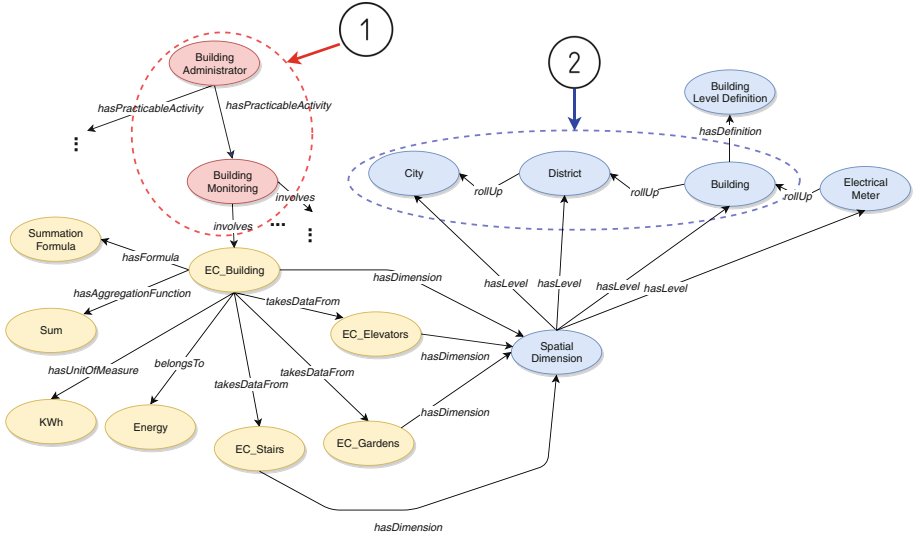 1
2
Building
Administrator
Building
Level Definition
hasPracticableActivity
hasPracticableActivity
hasDefinition
...
City
District
Building
Electrical
Meter
rollUp
rollUp
rollUp
Building
Monitoring
involves
involves
...
...
Summation
Formula
hasFormula
EC_Building
hasDimension
hasLevel
hasLevel
hasLevel
hasLevel
hasAggregationFunction
takesDataFrom
Sum
EC_Elevators
hasDimension
Spatial
Dimension
hasUnitOfMeasure
belongsTo
takesDataFrom
takesDataFrom
hasDimension
KWh
Energy
EC_Stairs
EC_Gardens
hasDimension